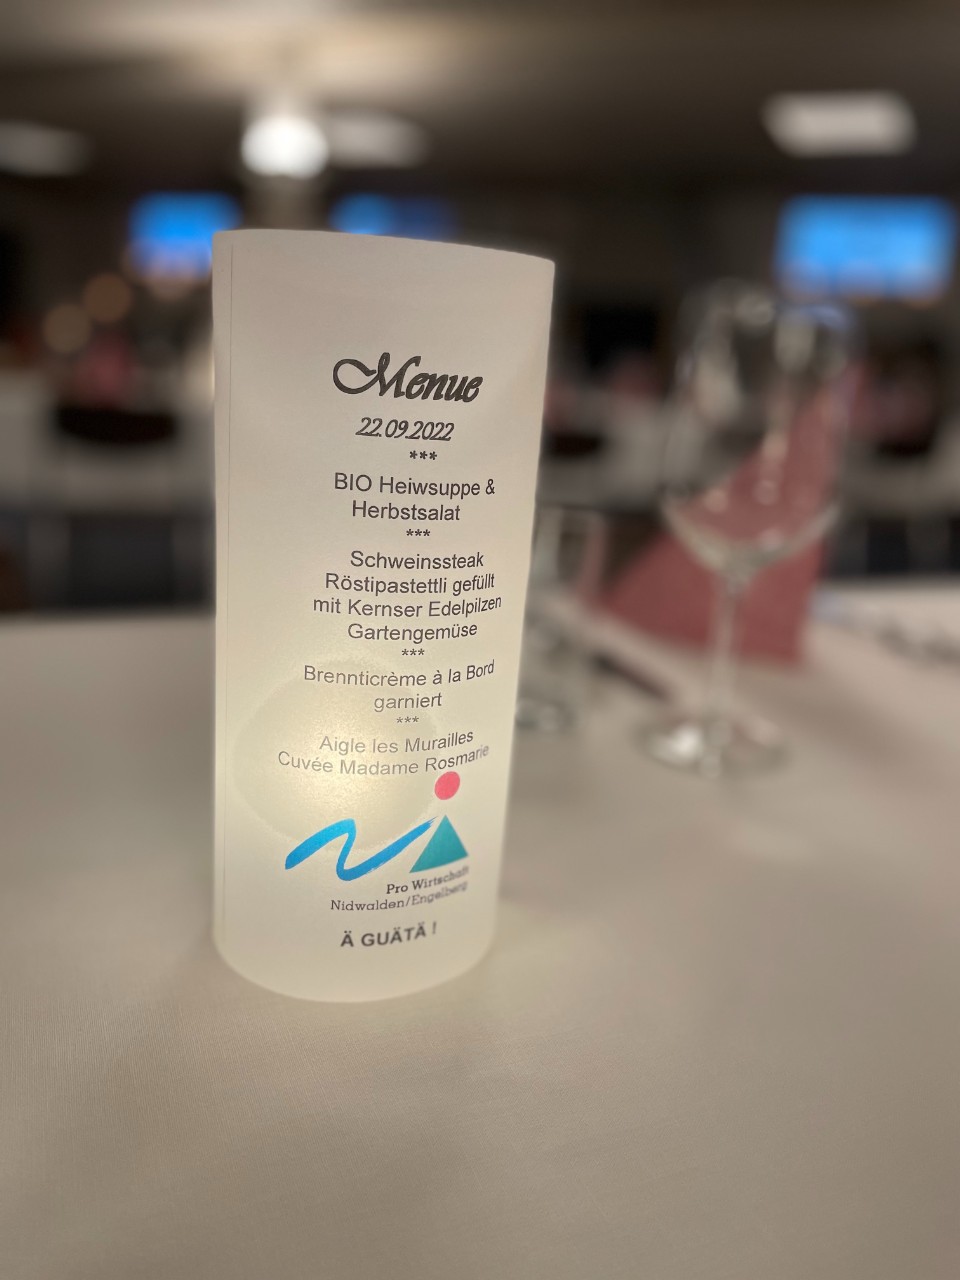 Menue
22.09.2022
***
BIO Heiwsuppe &
Herbstsalat
***
Schweinssteak
Röstipastettli gefüllt
mit Kernser Edelpilzen
Gartengemüse
***
Brennticrème à la Bord
garniert
***
Aigle les Murailles
Cuvée Madame Rosmarie
Pro Wirtschaft
Nidwalden/Engelberg
Ä GUÄTÄ !